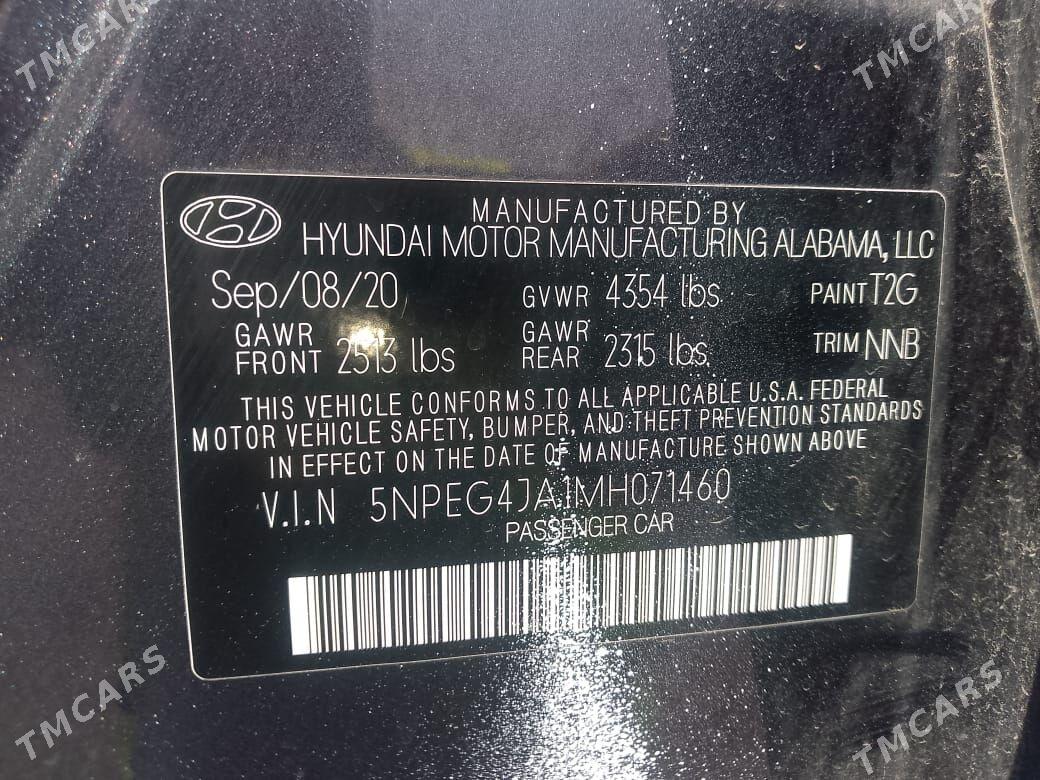 TMCARS
TMCARS
MANUFACTURED BY
HYUNDAI MOTOR MANUFACTURING ALABAMA, LLC
Sep/08/20 GVWR 4354 lbs PAINT T2G
GAWR FRONT 2513 lbs GAWR REAR 2315 lbs TRIM NNB
THIS VEHICLE CONFORMS TO ALL APPLICABLE U.S.A. FEDERAL
MOTOR VEHICLE SAFETY, BUMPER, AND THEFT PREVENTION STANDARDS
IN EFFECT ON THE DATE OF MANUFACTURE SHOWN ABOVE
V.I.N 5NPEG4JA1MH071460
PASSENGER CAR
TMCARS
TMCARS